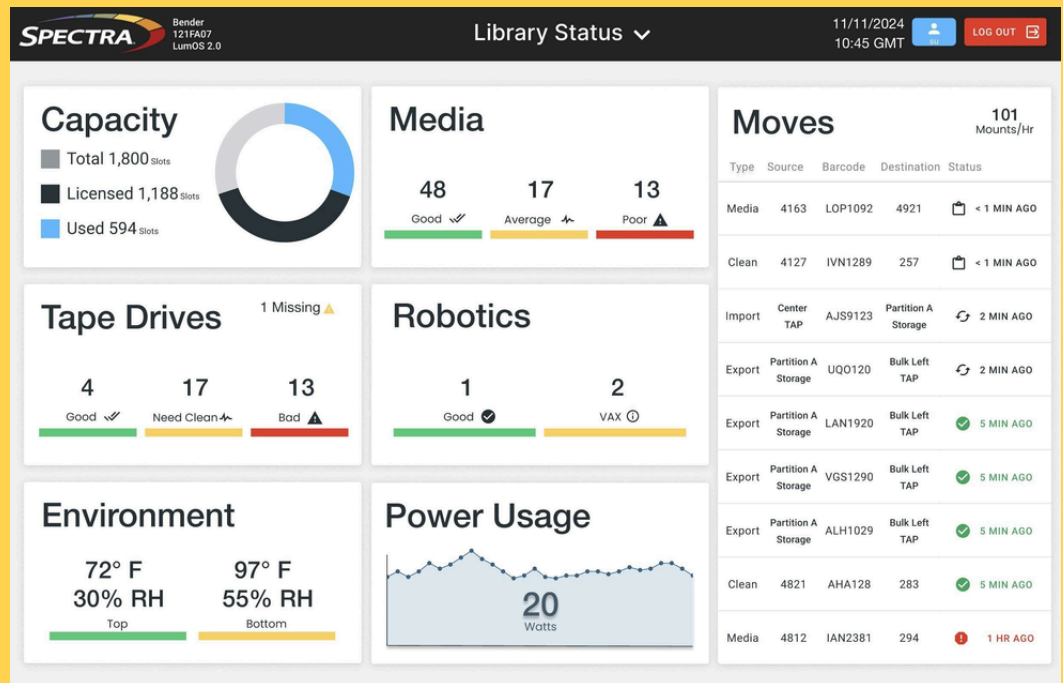 SPECTRA
Bender
121FA07
LumOS 2.0
Library Status
11/11/2024
10:45 GMT
su
LOG OUT
Capacity
Total 1,800 Slots
Licensed 1,188 Slots
Used 594 Slots
Media
48 17 13
Good Average Poor
Tape Drives
1 Missing
4 17 13
Good Need Clean Bad
Robotics
1 2
Good VAX
Environment
72° F 97° F
30% RH 55% RH
Top Bottom
Power Usage
20
Watts
Moves
101
Mounts/Hr
Type Source Barcode Destination Status
Media 4163 LOP1092 4921 < 1 MIN AGO
Clean 4127 IVN1289 257 < 1 MIN AGO
Import Center TAP AJS9123 Partition A Storage 2 MIN AGO
Export Partition A Storage UQO120 Bulk Left TAP 2 MIN AGO
Export Partition A Storage LAN1920 Bulk Left TAP 5 MIN AGO
Export Partition A Storage VGS1290 Bulk Left TAP 5 MIN AGO
Export Partition A Storage ALH1029 Bulk Left TAP 5 MIN AGO
Clean 4821 AHA128 283 5 MIN AGO
Media 4812 IAN2381 294 1 HR AGO